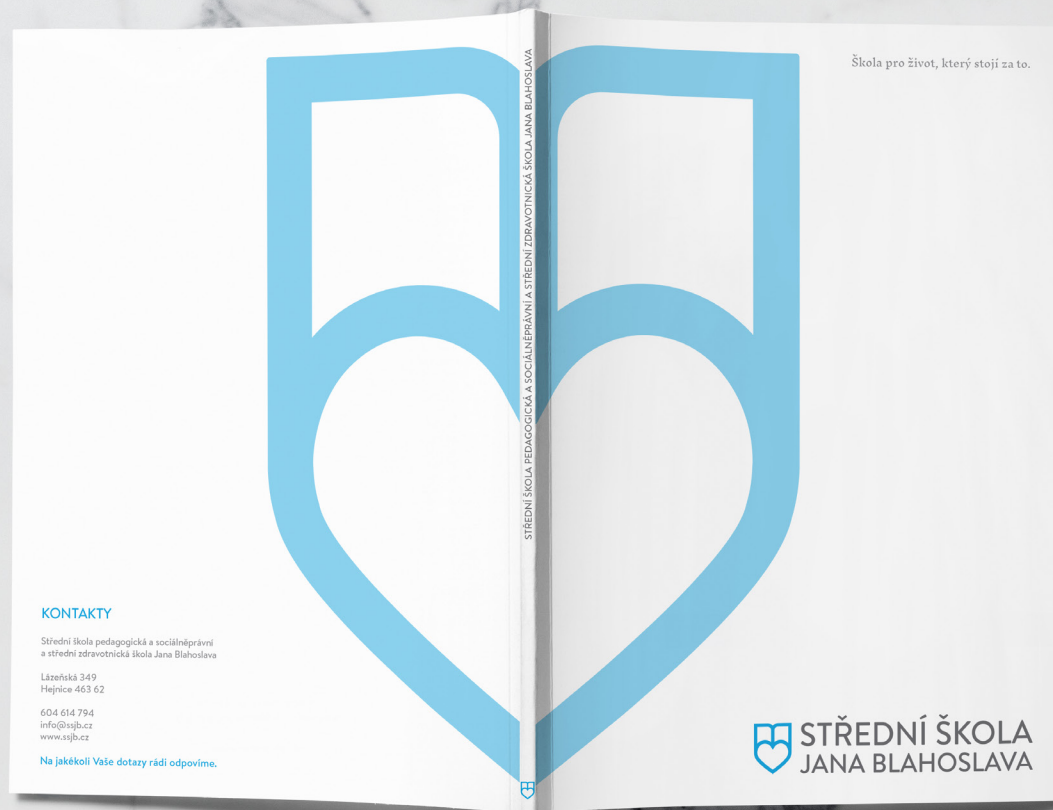 KONTAKTY
Střední škola pedagogická a sociálněprávní
a střední zdravotnická škola Jana Blahoslava
Lázeňská 349
Hejnice 463 62
604 614 794
info@ssjb.cz
www.ssjb.cz
Na jakékoli Vaše dotazy rádi odpovíme.
STŘEDNÍ ŠKOLA PEDAGOGICKÁ A SOCIÁLNĚPRÁVNÍ A STŘEDNÍ ZDRAVOTNICKÁ ŠKOLA JANA BLAHOSLAVA
Škola pro život, který stojí za to.
STŘEDNÍ ŠKOLA
JANA BLAHOSLAVA